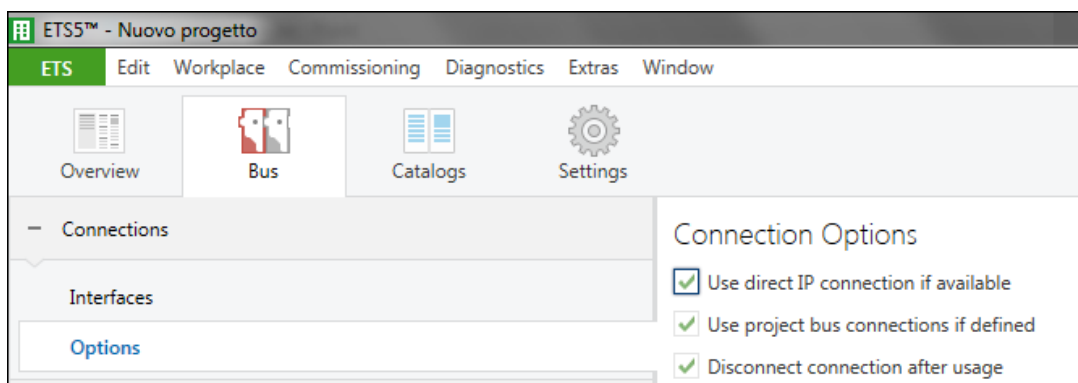 ETS5™ - Nuovo progetto
ETS Edit Workplace Commissioning Diagnostics Extras Window
Overview Bus Catalogs Settings
Connections
Connection Options
Use direct IP connection if available
Interfaces
Use project bus connections if defined
Options
Disconnect connection after usage